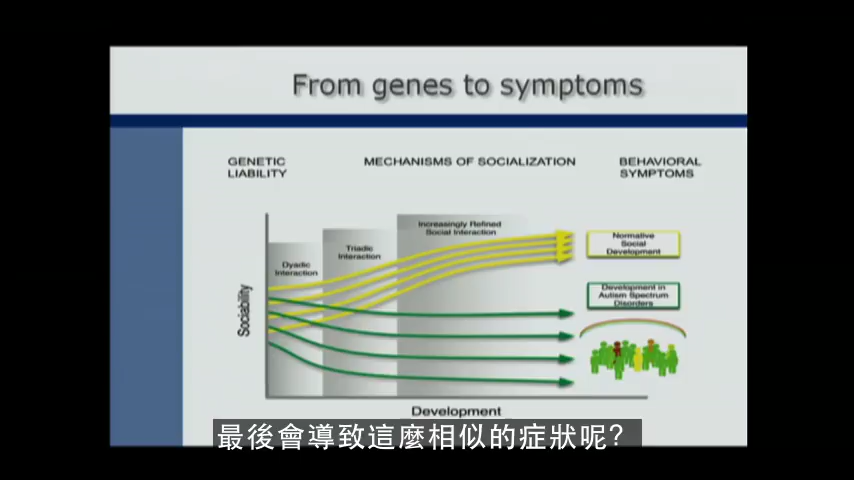 From genes to symptoms
GENETIC
LIABILITY
MECHANISMS OF SOCIALIZATION
BEHAVIORAL
SYMPTOMS
Dyadic
Interaction
Triadic
Interaction
Increasingly Refined
Social Interaction
Normative
Social
Development
Development in
Autism Spectrum
Disorders
Sociability
Development
最後會導致這麼相似的症狀呢?